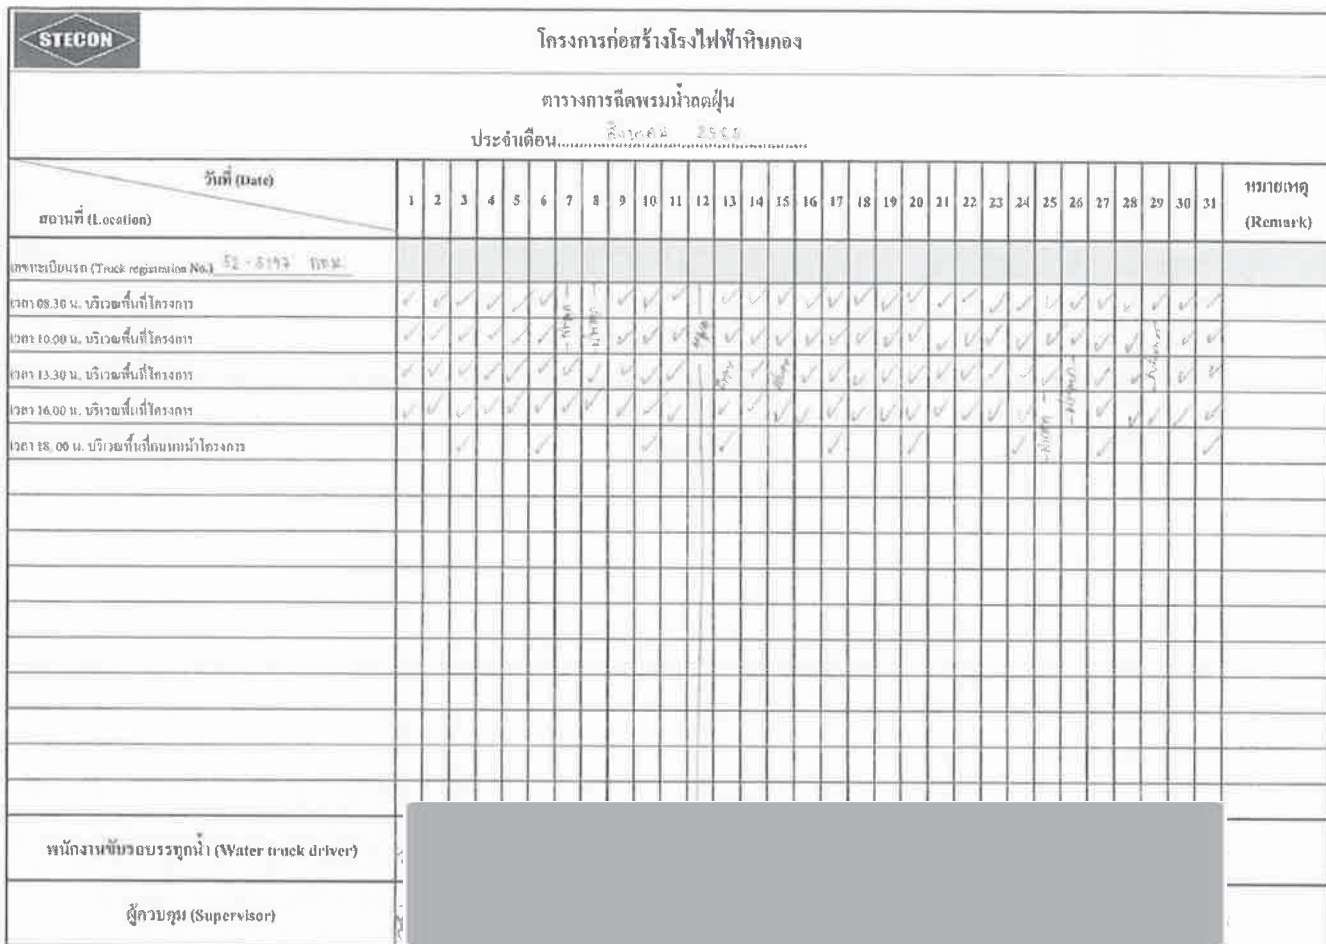 STECON
โครงการก่อสร้างโรงไฟฟ้าหินกอง
ตารางการฉีดพรมน้ำลดฝุ่น
ประจำเดือน สิงหาคม
วันที่ (Date)
สถานที่ (Location)
1 2 3 4 5 6 7 8 9 10 11 12 13 14 15 16 17 18 19 20 21 22 23 24 25 26 27 28 29 30 31
หมายเหตุ
(Remark)
เลขทะเบียนรถ (Truck registration No.) 52-5197 กทม
เวลา 08.30 น. บริเวณพื้นที่โครงการ
เวลา 10.00 น. บริเวณพื้นที่โครงการ
เวลา 13.30 น. บริเวณพื้นที่โครงการ
เวลา 16.00 น. บริเวณพื้นที่โครงการ
เวลา 18.00 น. บริเวณพื้นที่ถนนหน้าโครงการ
พนักงานขับรถบรรทุกน้ำ (Water truck driver)
ผู้ควบคุม (Supervisor)